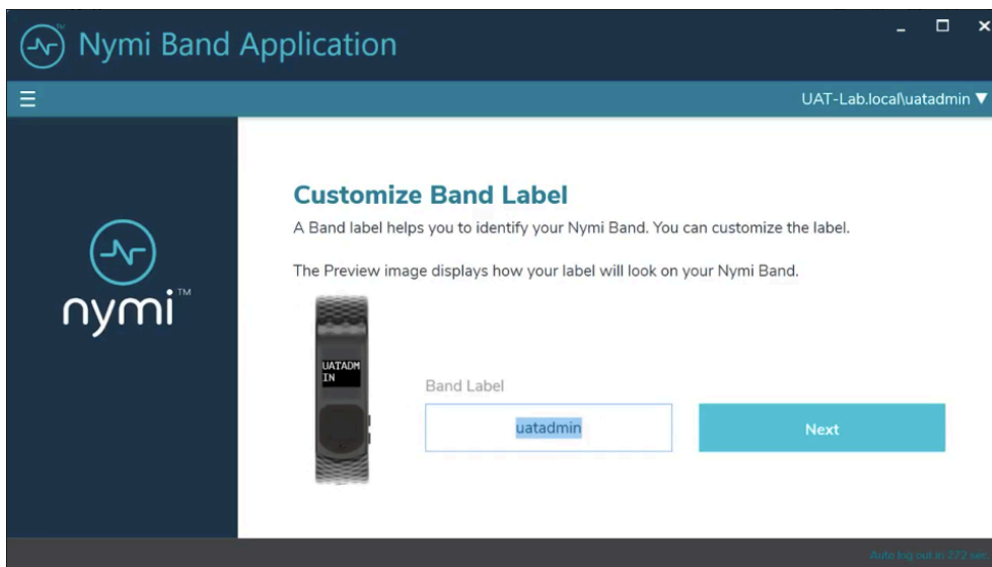 Nymi Band Application
UAT-Lab.local\uatadmin ▼
Customize Band Label
A Band label helps you to identify your Nymi Band. You can customize the label.
The Preview image displays how your label will look on your Nymi Band.
nymi™
UATADM
IN
Band Label
uatadmin
Next
Auto log out in 272 sec.